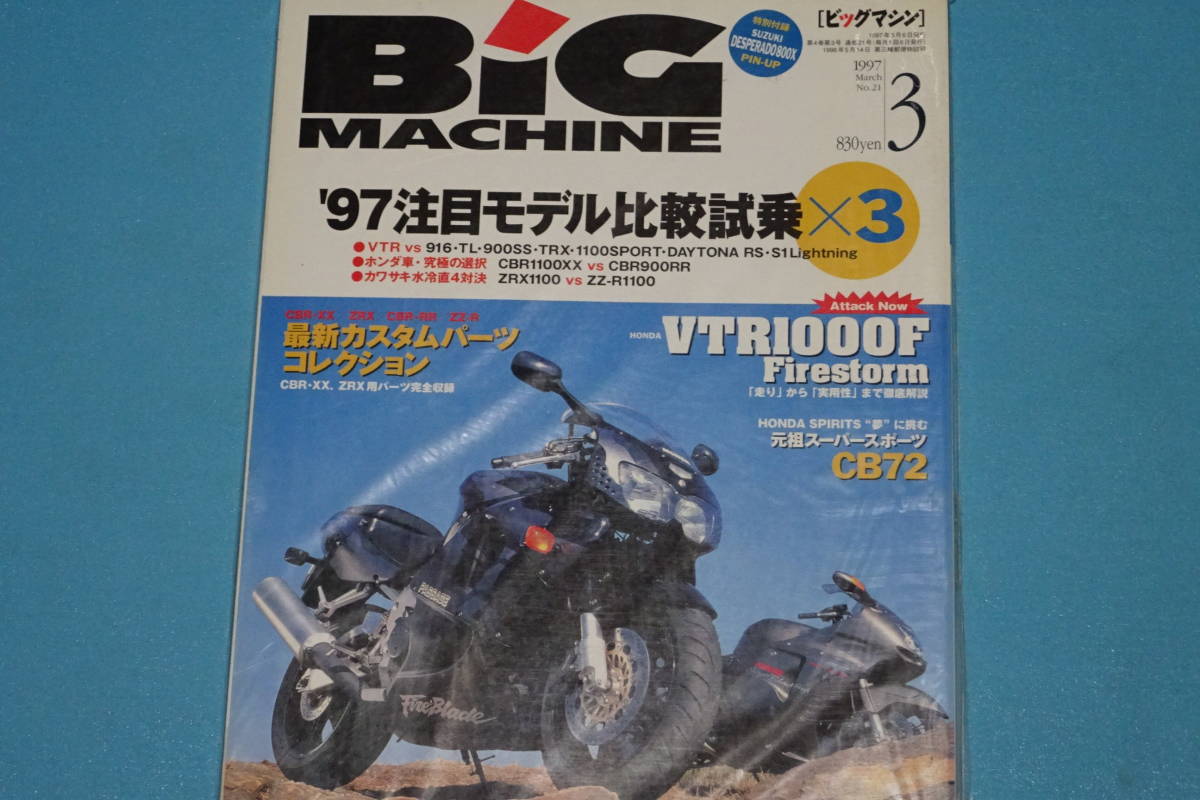 BiG
MACHINE
特別付録
SUZUKI
DESPERADO800X
PIN-UP
[ビッグマシン]
1997
March
No.21
3
830yen
'97注目モデル比較試乗×3
●VTR vs 916・TL・900SS・TRX・1100SPORT・DAYTONA RS・S1Lightning
●ホンダ車・究極の選択 CBR1100XX vs CBR900RR
●カワサキ水冷直4対決 ZRX1100 vs ZZ-R1100
Attack Now
HONDA VTR1000F
Firestorm
「走り」から「実用性」まで徹底解説
CBR・XX ZRX CBR・RR ZZ-R
最新カスタムパーツ
コレクション
CBR・XX、ZRX用パーツ完全収録
HONDA SPIRITS “夢”に挑む
元祖スーパースポーツ
CB72
FireBlade